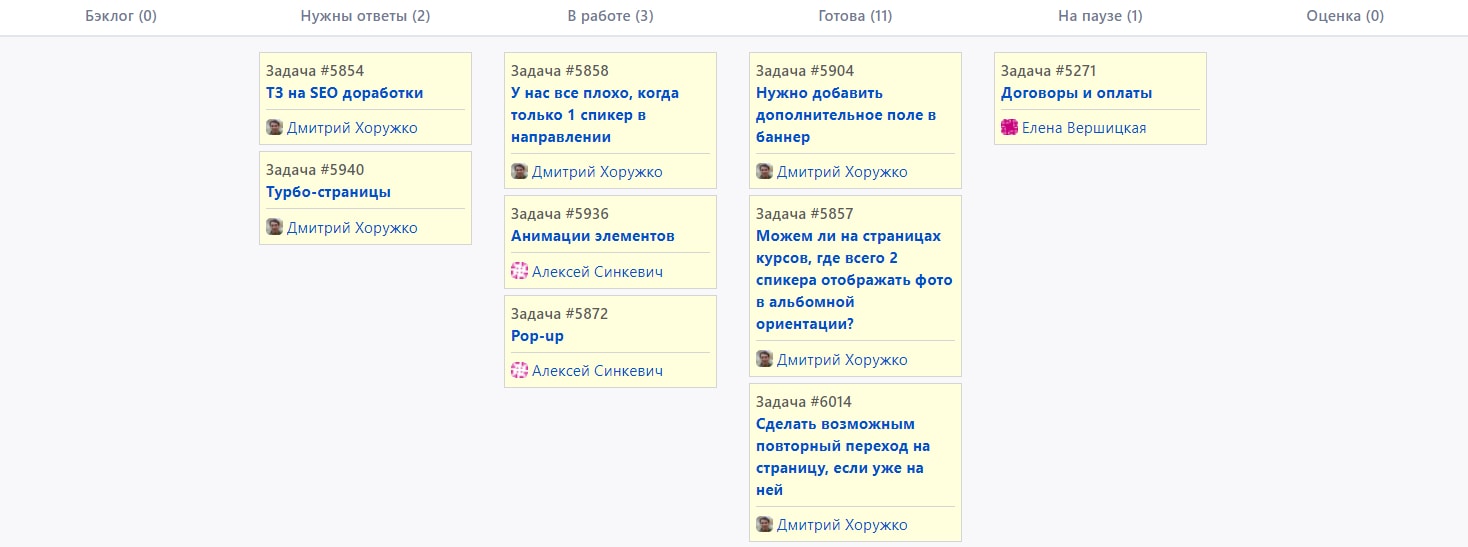 Бэклог (0)
Нужны ответы (2)
В работе (3)
Готова (11)
На паузе (1)
Оценка (0)
Задача #5854
ТЗ на SEO доработки
Дмитрий Хоружко
Задача #5940
Турбо-страницы
Дмитрий Хоружко
Задача #5858
У нас все плохо, когда
только 1 спикер в
направлении
Дмитрий Хоружко
Задача #5936
Анимации элементов
Алексей Синкевич
Задача #5872
Pop-up
Алексей Синкевич
Задача #5904
Нужно добавить
дополнительное поле в
баннер
Дмитрий Хоружко
Задача #5857
Можем ли на страницах
курсов, где всего 2
спикера отображать фото
в альбомной
ориентации?
Дмитрий Хоружко
Задача #6014
Сделать возможным
повторный переход на
страницу, если уже на
ней
Дмитрий Хоружко
Задача #5271
Договоры и оплаты
Елена Вершицкая